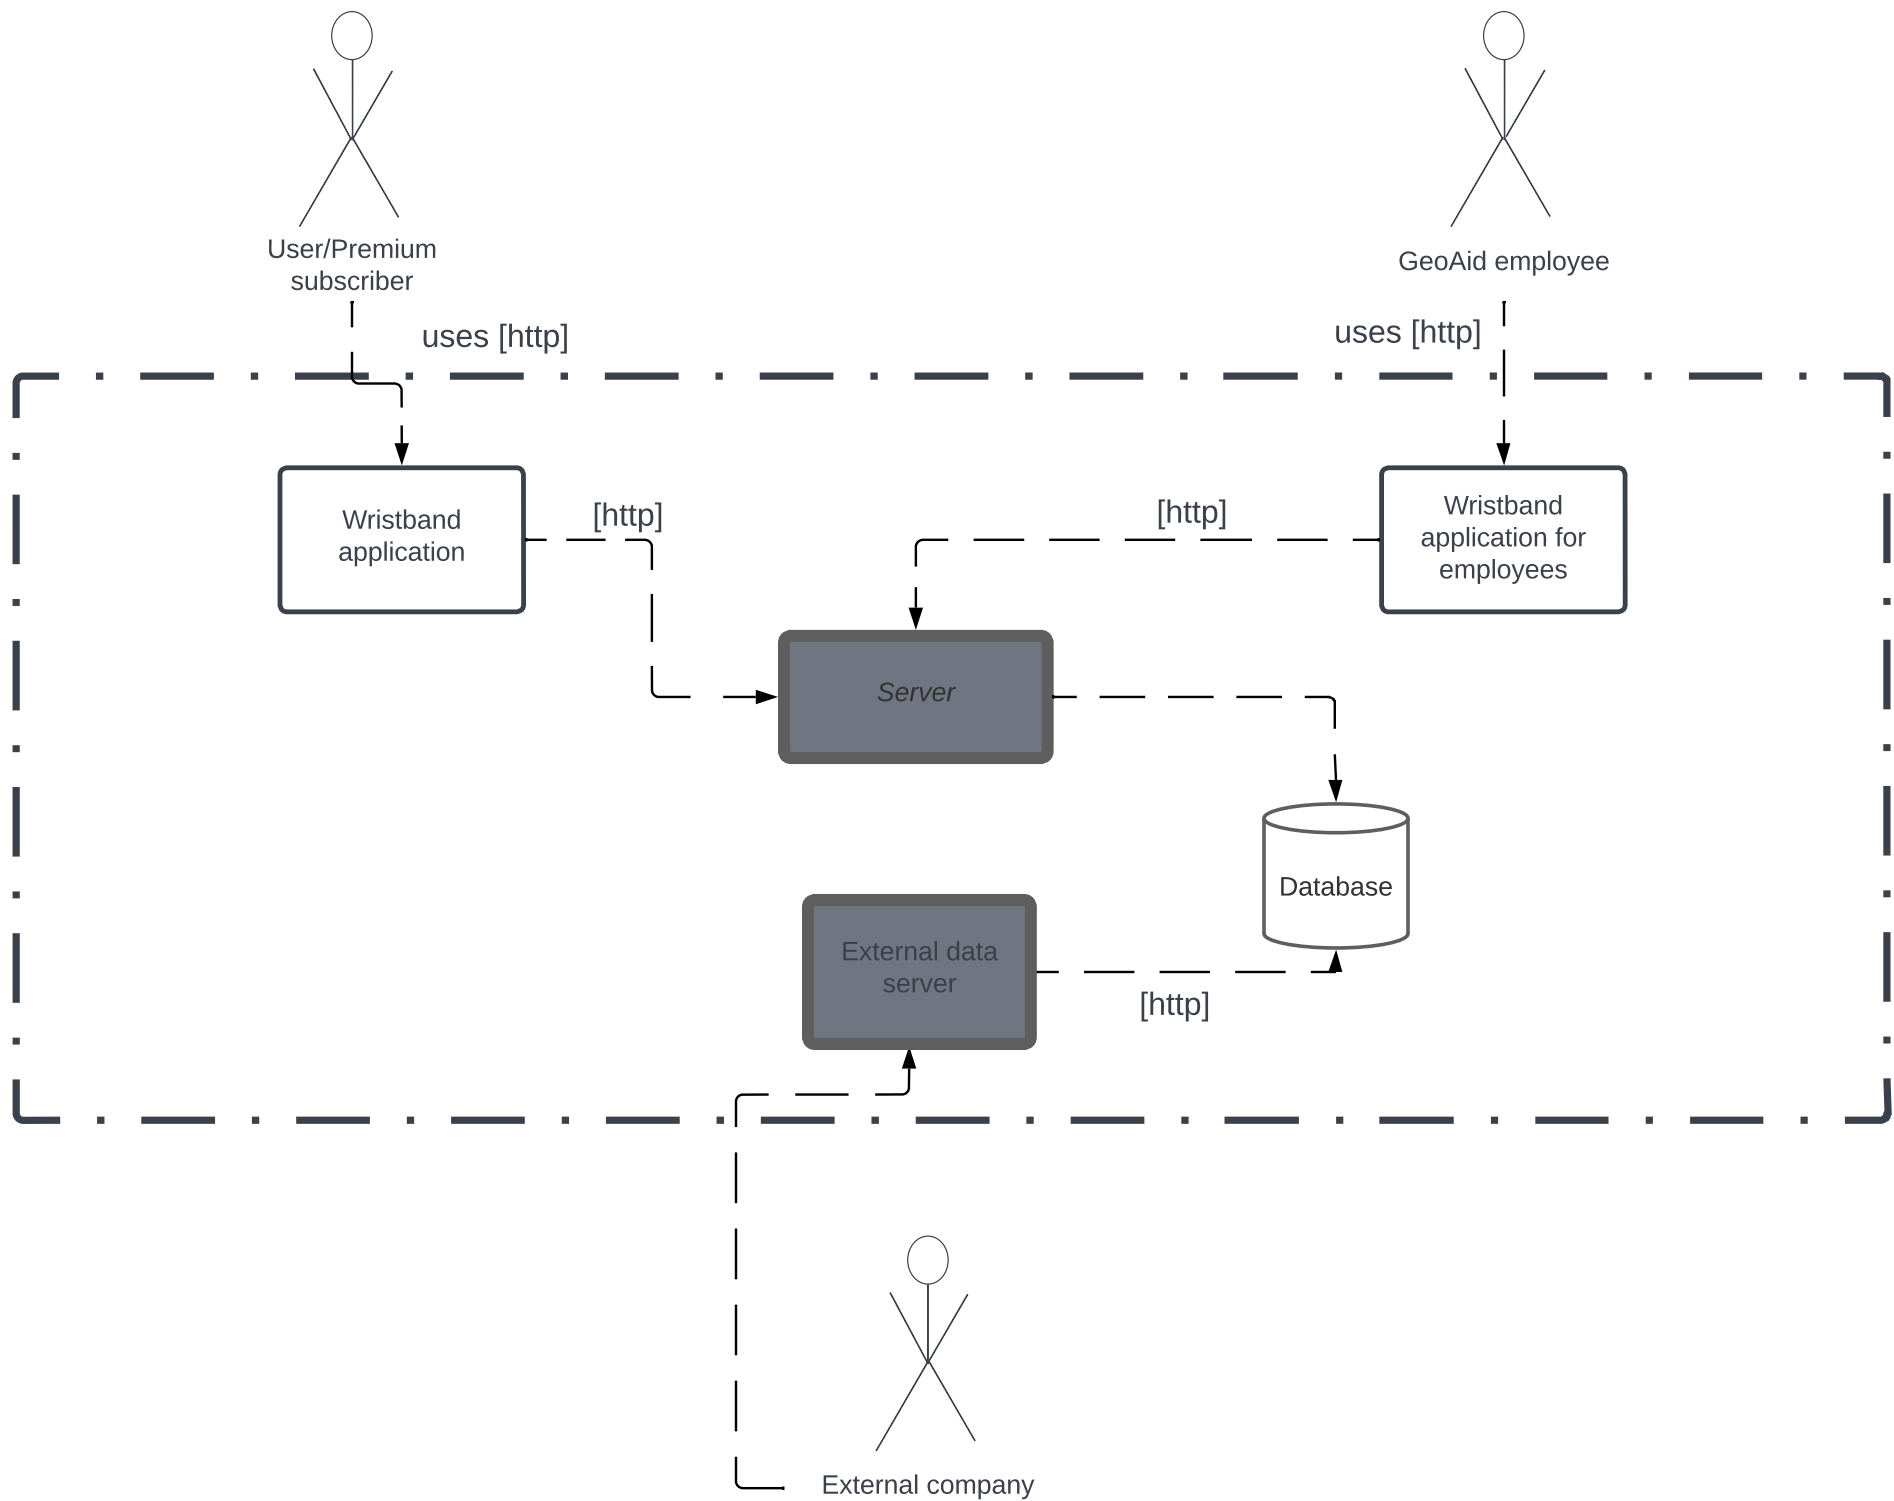 User/Premium
subscriber
GeoAid employee
uses [http]
uses [http]
Wristband
application
[http]
[http]
Wristband
application for
employees
Server
Database
External data
server
[http]
External company